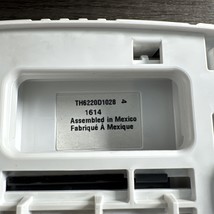 TH6220D1028
1614
Assembled in Mexico
Fabriqué À Mexique